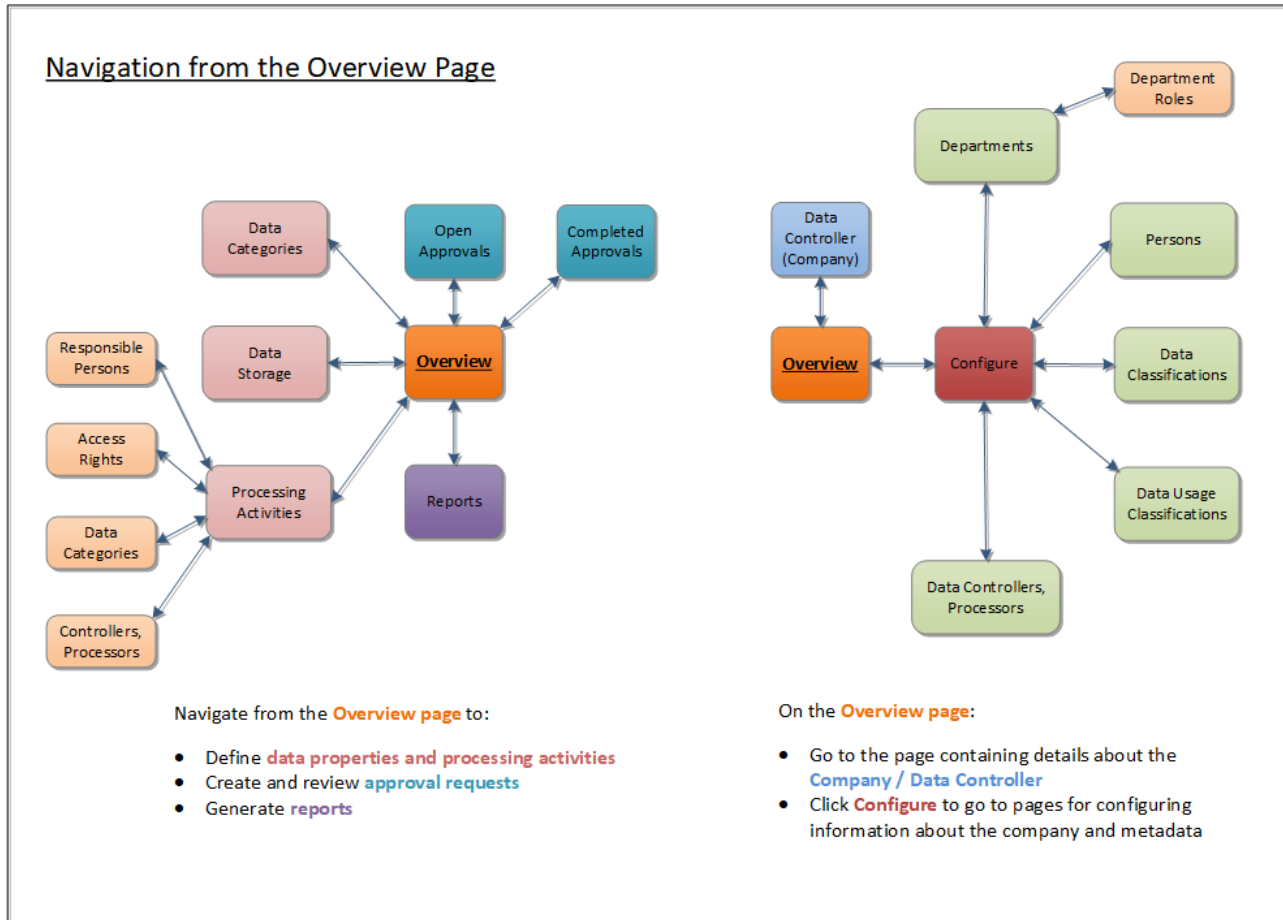 Navigation from the Overview Page
Data
Categories
Open
Approvals
Completed
Approvals
Responsible
Persons
Data
Storage
Overview
Access
Rights
Processing
Activities
Reports
Data
Categories
Controllers,
Processors
Navigate from the Overview page to:
• Define data properties and processing activities
• Create and review approval requests
• Generate reports
Department
Roles
Departments
Data
Controller
(Company)
Persons
Overview
Configure
Data
Classifications
Data Usage
Classifications
Data Controllers,
Processors
On the Overview page:
• Go to the page containing details about the
Company / Data Controller
• Click Configure to go to pages for configuring
information about the company and metadata